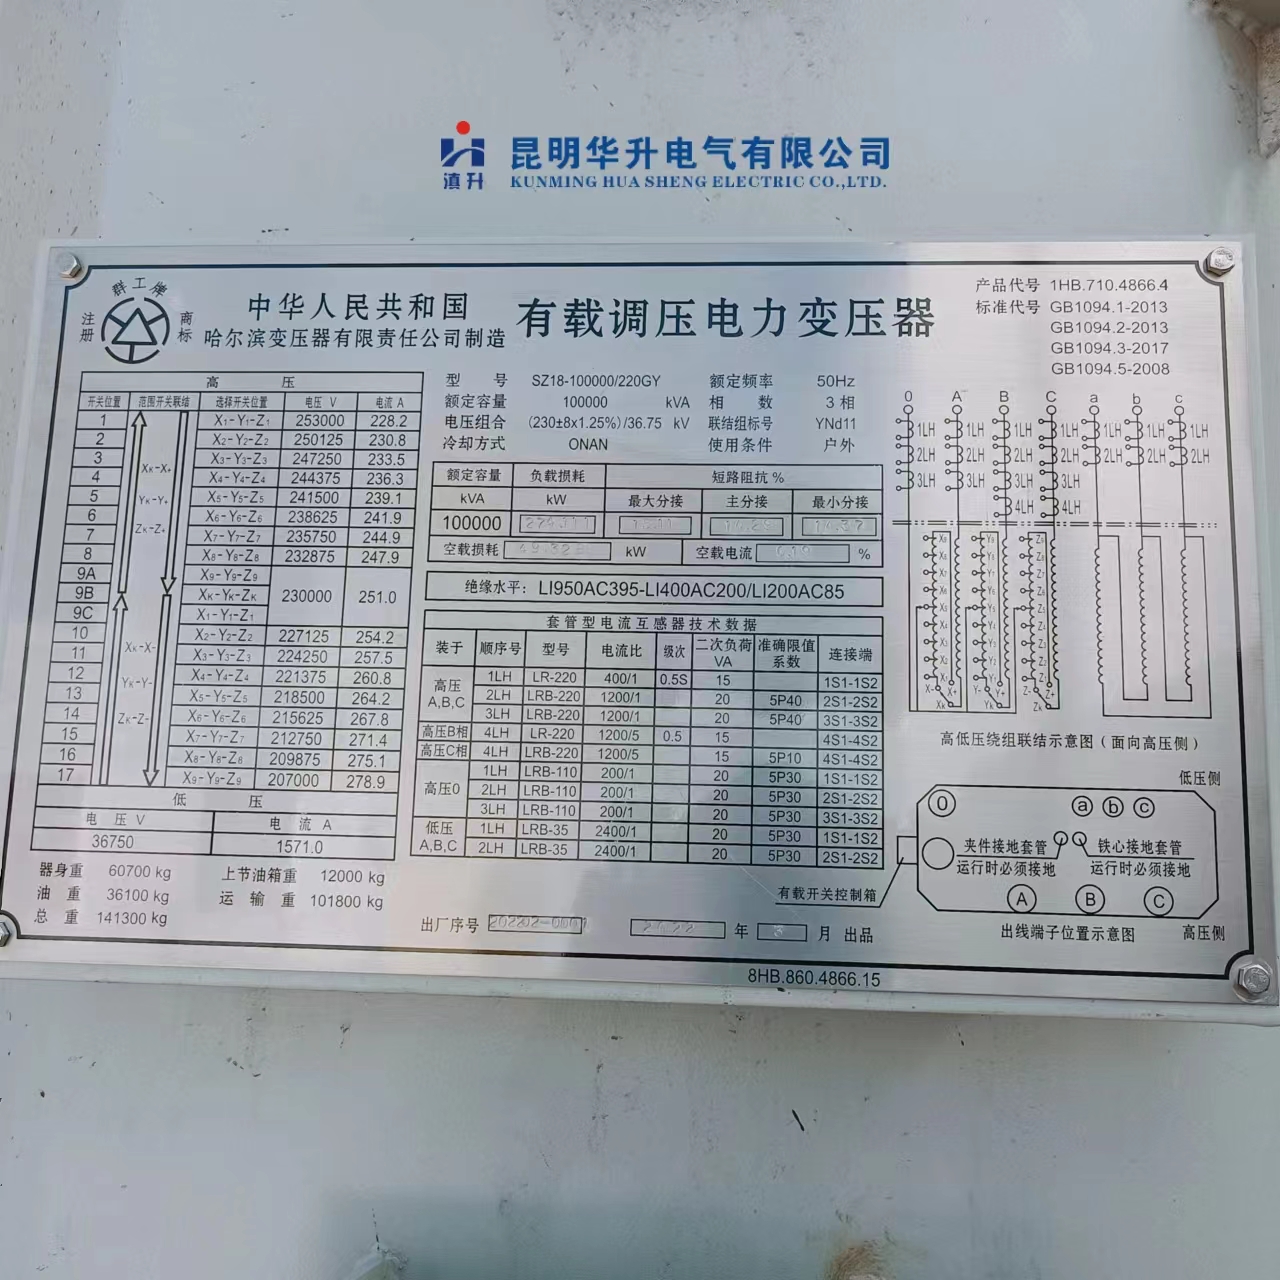 滇升
昆明华升电气有限公司
KUNMING HUA SHENG ELECTRIC CO.,LTD.
群工牌
注册 商标
中华人民共和国
哈尔滨变压器有限责任公司制造
有载调压电力变压器
产品代号 1HB.710.4866.4
标准代号 GB1094.1-2013
GB1094.2-2013
GB1094.3-2017
GB1094.5-2008
高 压
开关位置 范围开关联结 选择开关位置 电压 V 电流 A
1 X1-Y1-Z1 253000 228.2
2 X2-Y2-Z2 250125 230.8
3 X3-Y3-Z3 247250 233.5
4 X4-Y4-Z4 244375 236.3
5 X5-Y5-Z5 241500 239.1
6 X6-Y6-Z6 238625 241.9
7 X7-Y7-Z7 235750 244.9
8 X8-Y8-Z8 232875 247.9
9A X9-Y9-Z9
9B XK-YK-ZK 230000 251.0
9C X1-Y1-Z1
10 X2-Y2-Z2 227125 254.2
11 X3-Y3-Z3 224250 257.5
12 X4-Y4-Z4 221375 260.8
13 X5-Y5-Z5 218500 264.2
14 X6-Y6-Z6 215625 267.8
15 X7-Y7-Z7 212750 271.4
16 X8-Y8-Z8 209875 275.1
17 X9-Y9-Z9 207000 278.9
XK-X+
YK-Y+
ZK-Z+
XK-X-
YK-Y-
ZK-Z-
低 压
电 压 V 电 流 A
36750 1571.0
器身重 60700 kg 上节油箱重 12000 kg
油 重 36100 kg 运 输 重 101800 kg
总 重 141300 kg
型 号 SZ18-100000/220GY 额定频率 50Hz
额定容量 100000 kVA 相 数 3 相
电压组合 (230±8x1.25%)/36.75 kV 联结组标号 YNd11
冷却方式 ONAN 使用条件 户外
额定容量 负载损耗 短路阻抗 %
kVA kW 最大分接 主分接 最小分接
100000
空载损耗 kW 空载电流 %
绝缘水平: LI950AC395-LI400AC200/LI200AC85
套管型电流互感器技术数据
装于 顺序号 型号 电流比 级次 二次负荷 VA 准确限值系数 连接端
高压 A,B,C 1LH LR-220 400/1 0.5S 15 1S1-1S2
2LH LRB-220 1200/1 20 5P40 2S1-2S2
3LH LRB-220 1200/1 20 5P40 3S1-3S2
高压B相 4LH LR-220 1200/5 0.5 15 4S1-4S2
高压C相 4LH LRB-220 1200/5 15 5P10 4S1-4S2
高压0 1LH LRB-110 200/1 20 5P30 1S1-1S2
2LH LRB-110 200/1 20 5P30 2S1-2S2
3LH LRB-110 200/1 20 5P30 3S1-3S2
低压 A,B,C 1LH LRB-35 2400/1 20 5P30 1S1-1S2
2LH LRB-35 2400/1 20 5P30 2S1-2S2
出厂序号 年 月 出品
8HB.860.4866.15
0 A B C a b c
1LH 1LH 1LH 1LH 1LH 1LH 1LH
2LH 2LH 2LH 2LH 2LH 2LH 2LH
3LH 3LH 3LH 3LH
4LH 4LH
高低压绕组联结示意图(面向高压侧)
低压侧
0 a b c
夹件接地套管 铁心接地套管
运行时必须接地 运行时必须接地
有载开关控制箱
A B C
出线端子位置示意图 高压侧